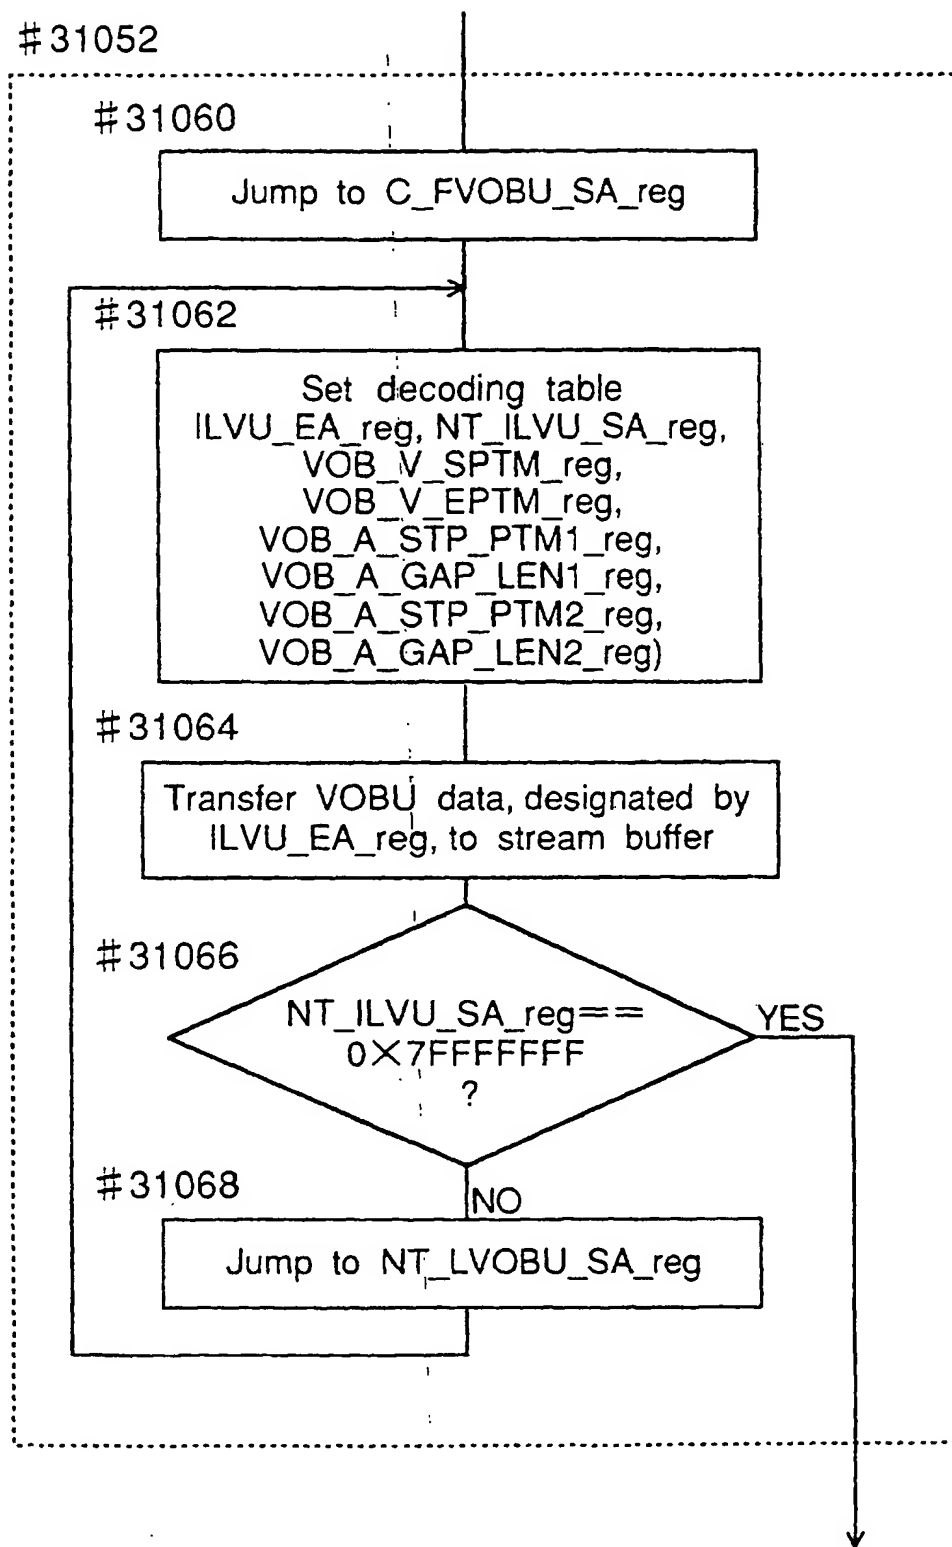 #31052
#31060
Jump to C_FVOBU_SA_reg
#31062
Set decoding table
ILVU_EA_reg, NT_ILVU_SA_reg,
VOB_V_SPTM_reg,
VOB_V_EPTM_reg,
VOB_A_STP_PTM1_reg,
VOB_A_GAP_LEN1_reg,
VOB_A_STP_PTM2_reg,
VOB_A_GAP_LEN2_reg)
#31064
Transfer VOBU data, designated by
ILVU_EA_reg, to stream buffer
#31066
NT_ILVU_SA_reg==
0×7FFFFFFF
?
YES
#31068
NO
Jump to NT_LVOBU_SA_reg